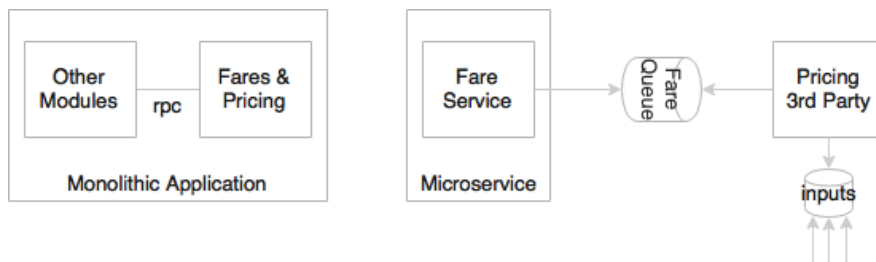 Other
Modules
rpc
Fares &
Pricing
Monolithic Application
Fare
Service
Microservice
Fare
Queue
Pricing
3rd Party
inputs